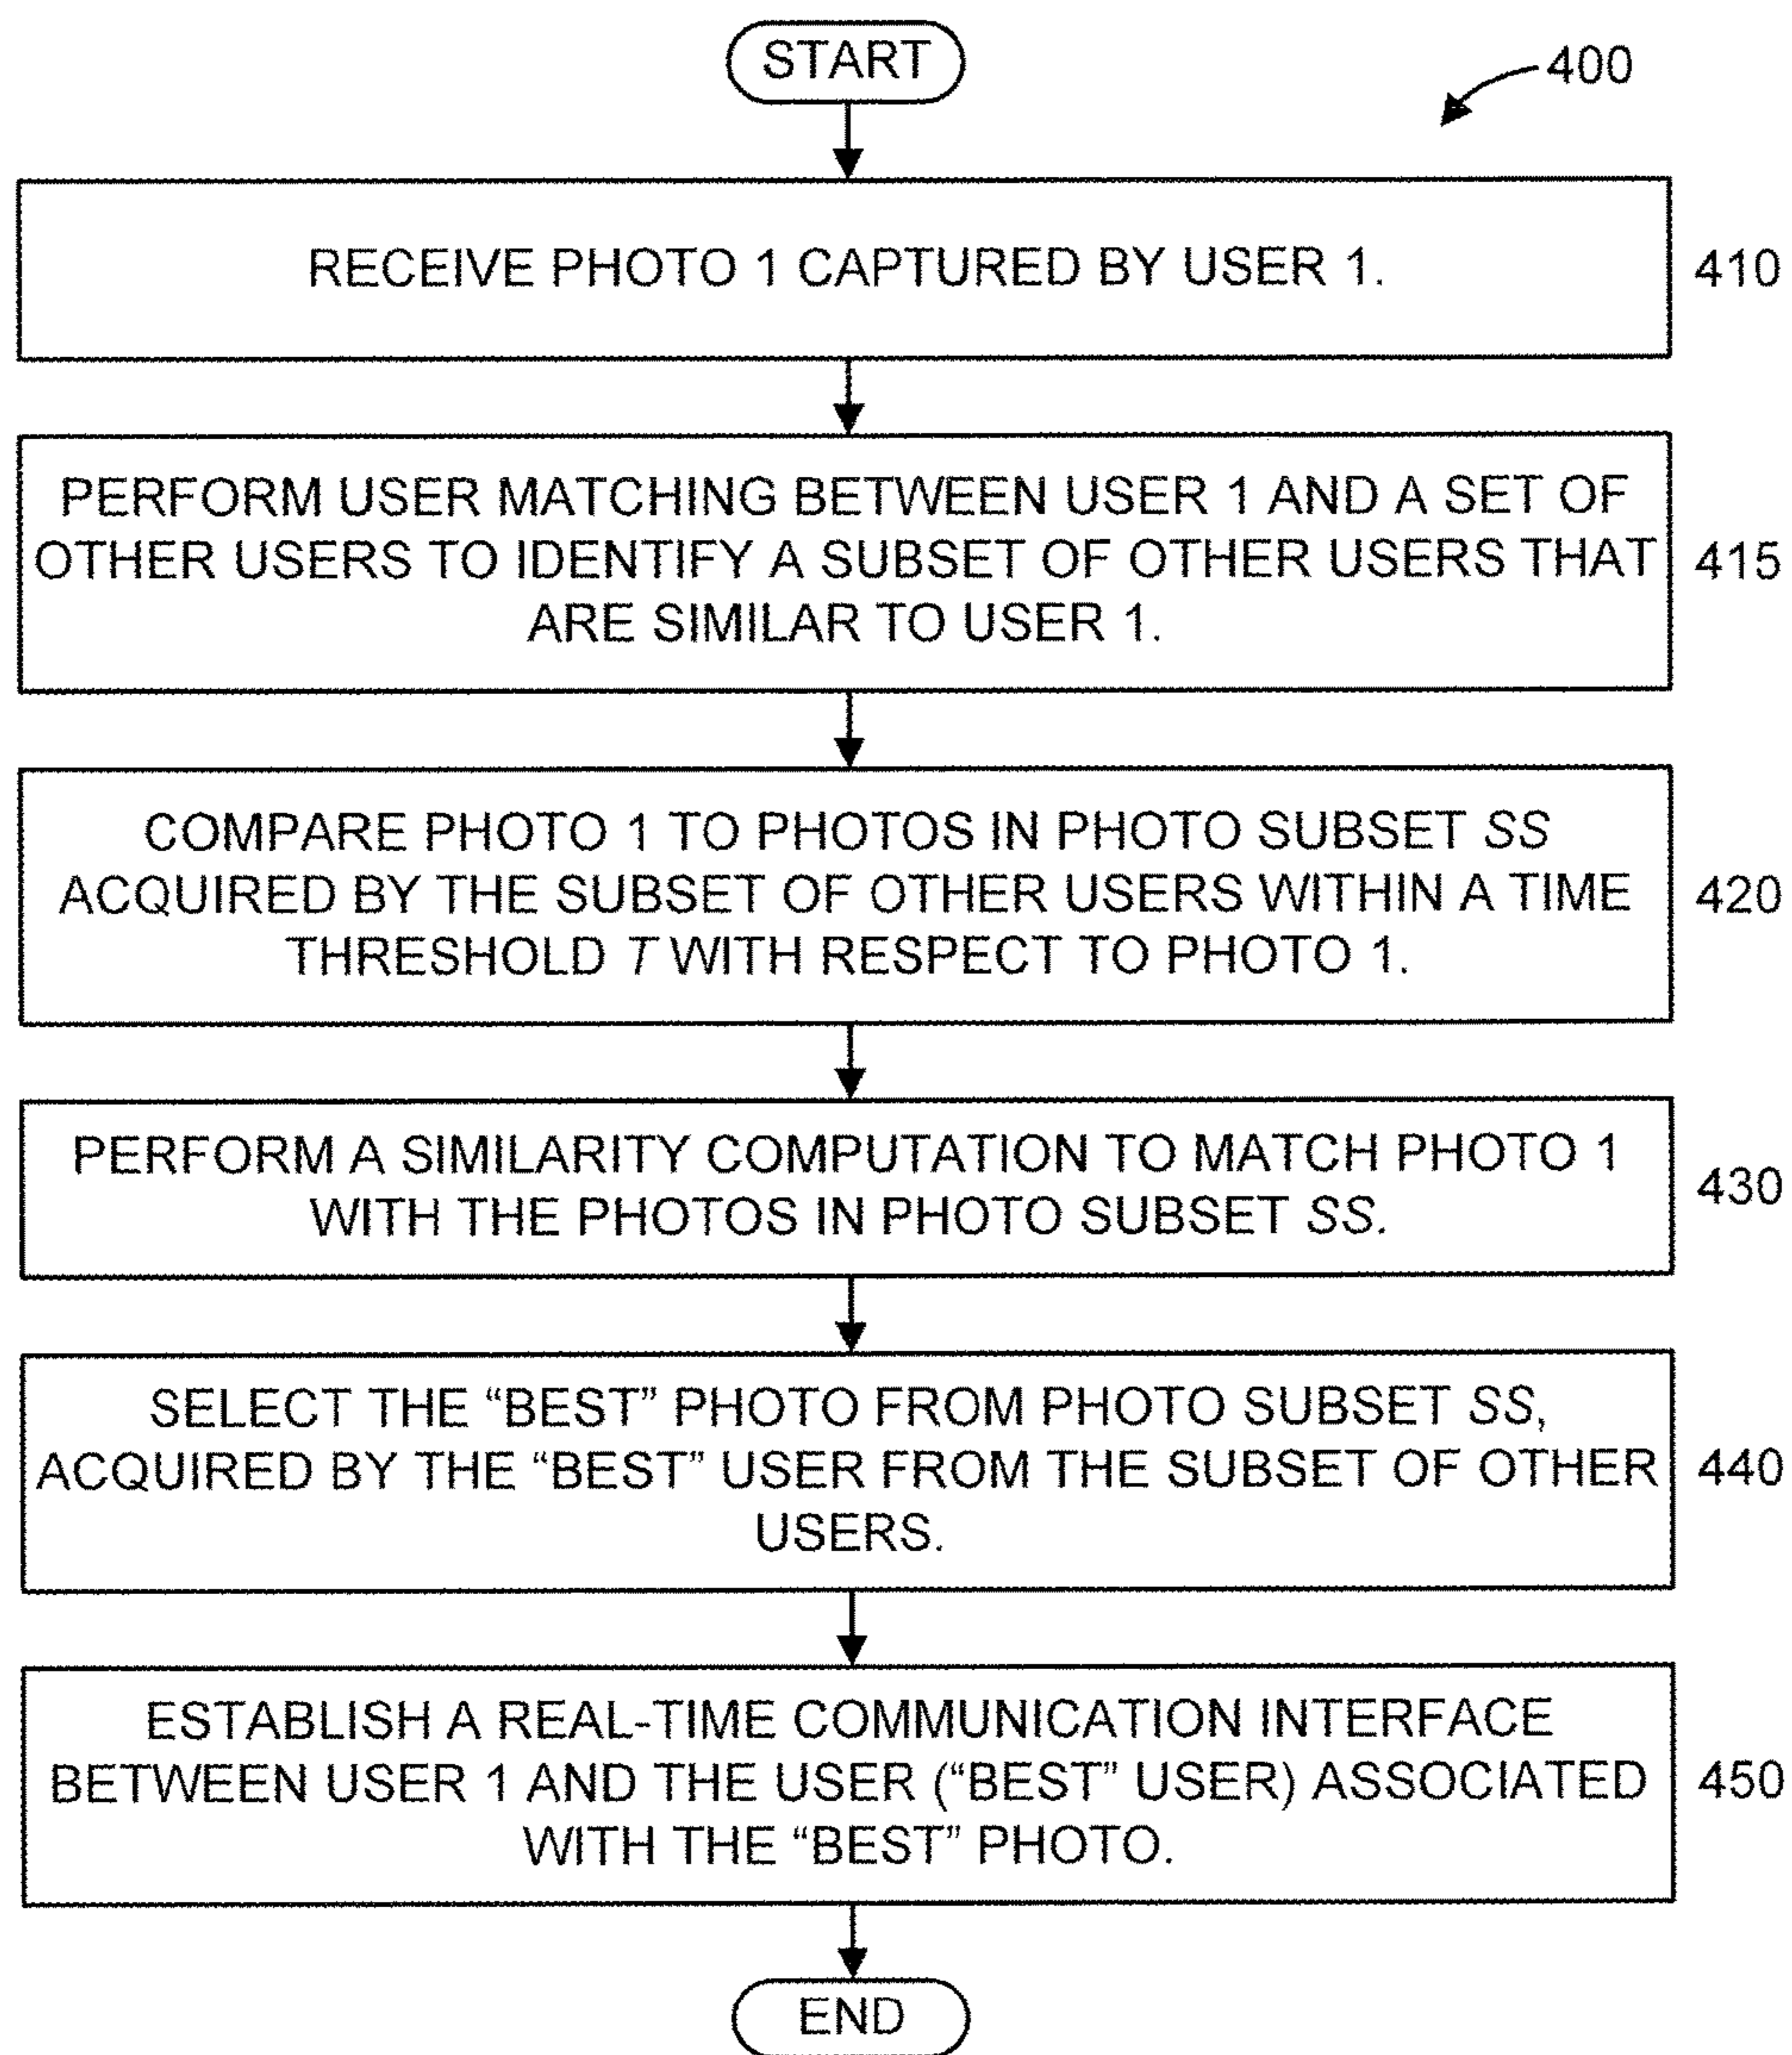 START
400
RECEIVE PHOTO 1 CAPTURED BY USER 1.
410
PERFORM USER MATCHING BETWEEN USER 1 AND A SET OF
OTHER USERS TO IDENTIFY A SUBSET OF OTHER USERS THAT
ARE SIMILAR TO USER 1.
415
COMPARE PHOTO 1 TO PHOTOS IN PHOTO SUBSET SS
ACQUIRED BY THE SUBSET OF OTHER USERS WITHIN A TIME
THRESHOLD T WITH RESPECT TO PHOTO 1.
420
PERFORM A SIMILARITY COMPUTATION TO MATCH PHOTO 1
WITH THE PHOTOS IN PHOTO SUBSET SS.
430
SELECT THE “BEST” PHOTO FROM PHOTO SUBSET SS,
ACQUIRED BY THE “BEST” USER FROM THE SUBSET OF OTHER
USERS.
440
ESTABLISH A REAL-TIME COMMUNICATION INTERFACE
BETWEEN USER 1 AND THE USER (“BEST” USER) ASSOCIATED
WITH THE “BEST” PHOTO.
450
END